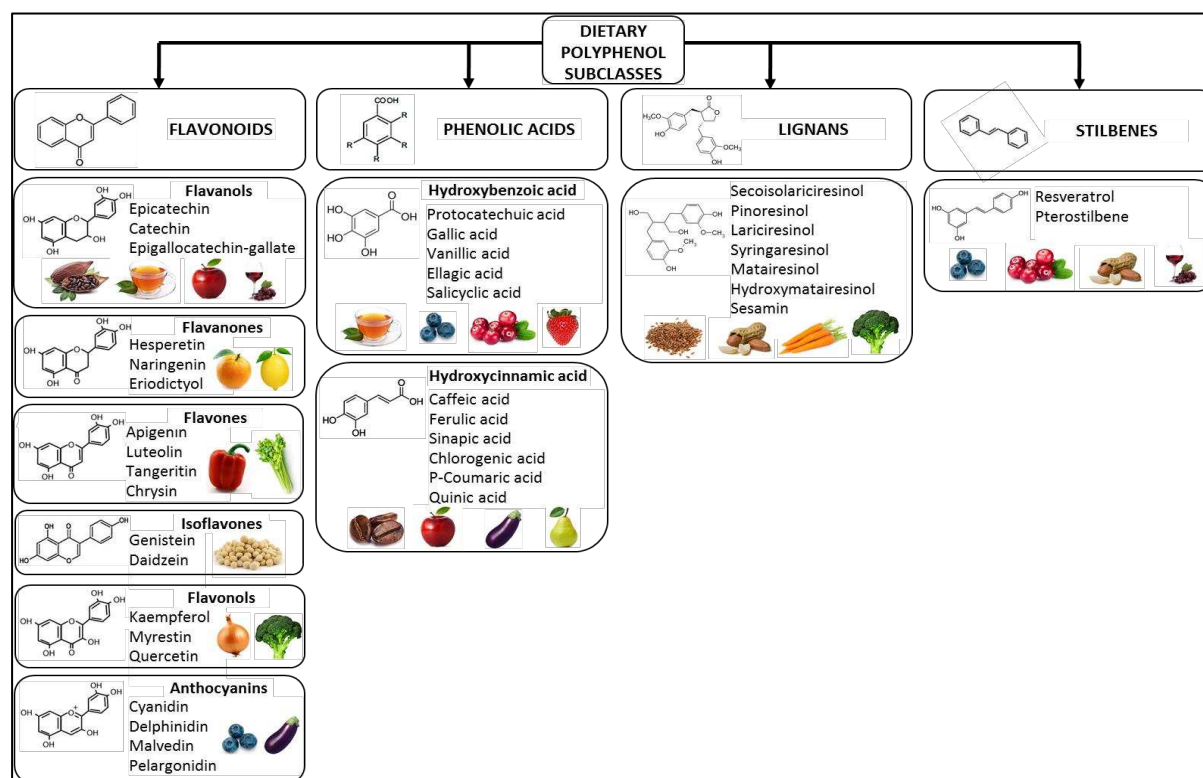 DIETARY
POLYPHENOL
SUBCLASSES
FLAVONOIDS
Flavanols
Epicatechin
Catechin
Epigallocatechin-gallate
Flavanones
Hesperetin
Naringenin
Eriodictyol
Flavones
Apigenin
Luteolin
Tangeritin
Chrysin
Isoflavones
Genistein
Daidzein
Flavonols
Kaempferol
Myrestin
Quercetin
Anthocyanins
Cyanidin
Delphinidin
Malvedin
Pelargonidin
PHENOLIC ACIDS
COOH
R
R
R
R
Hydroxybenzoic acid
Protocatechuic acid
Gallic acid
Vanillic acid
Ellagic acid
Salicyclic acid
Hydroxycinnamic acid
Caffeic acid
Ferulic acid
Sinapic acid
Chlorogenic acid
P-Coumaric acid
Quinic acid
LIGNANS
Secoisolariciresinol
Pinoresinol
Lariciresinol
Syringaresinol
Matairesinol
Hydroxymatairesinol
Sesamin
STILBENES
Resveratrol
Pterostilbene